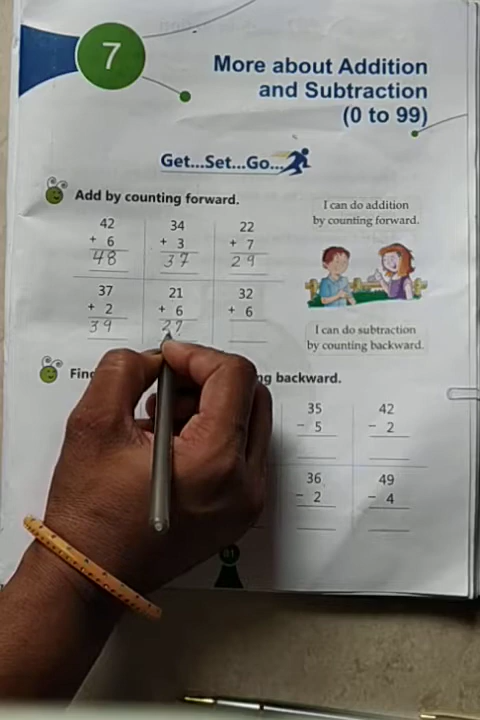 7
More about Addition
and Subtraction
(0 to 99)
Get...Set...Go...
Add by counting forward.
I can do addition
by counting forward.
42 34 22
+ 6 + 3 + 7
48 37 29
37 21 32
+ 2 + 6 + 6
39 27
I can do subtraction
by counting backward.
backward.
35 42
- 5 - 2
36 49
- 2 - 4